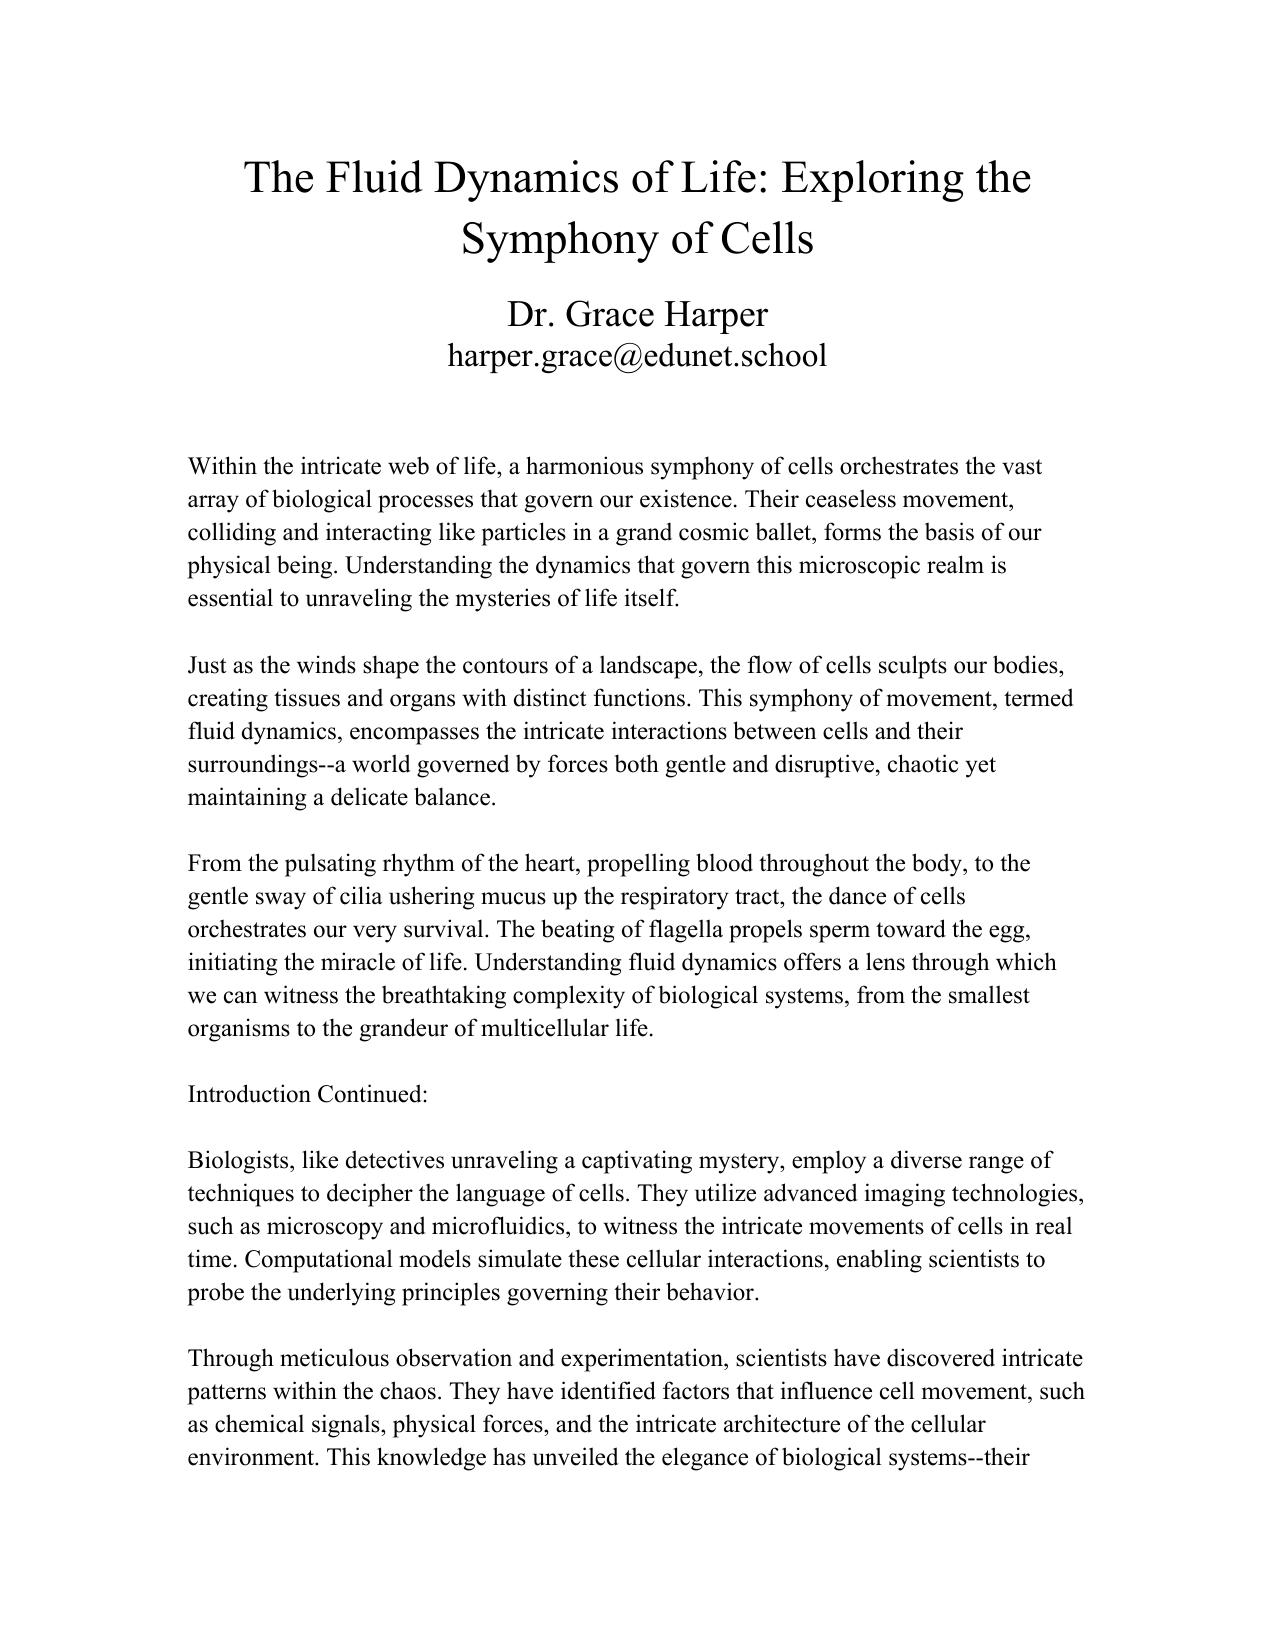 The Fluid Dynamics of Life: Exploring the
Symphony of Cells
Dr. Grace Harper
harper.grace@edunet.school
Within the intricate web of life, a harmonious symphony of cells orchestrates the vast
array of biological processes that govern our existence. Their ceaseless movement,
colliding and interacting like particles in a grand cosmic ballet, forms the basis of our
physical being. Understanding the dynamics that govern this microscopic realm is
essential to unraveling the mysteries of life itself.
Just as the winds shape the contours of a landscape, the flow of cells sculpts our bodies,
creating tissues and organs with distinct functions. This symphony of movement, termed
fluid dynamics, encompasses the intricate interactions between cells and their
surroundings--a world governed by forces both gentle and disruptive, chaotic yet
maintaining a delicate balance.
From the pulsating rhythm of the heart, propelling blood throughout the body, to the
gentle sway of cilia ushering mucus up the respiratory tract, the dance of cells
orchestrates our very survival. The beating of flagella propels sperm toward the egg,
initiating the miracle of life. Understanding fluid dynamics offers a lens through which
we can witness the breathtaking complexity of biological systems, from the smallest
organisms to the grandeur of multicellular life.
Introduction Continued:
Biologists, like detectives unraveling a captivating mystery, employ a diverse range of
techniques to decipher the language of cells. They utilize advanced imaging technologies,
such as microscopy and microfluidics, to witness the intricate movements of cells in real
time. Computational models simulate these cellular interactions, enabling scientists to
probe the underlying principles governing their behavior.
Through meticulous observation and experimentation, scientists have discovered intricate
patterns within the chaos. They have identified factors that influence cell movement, such
as chemical signals, physical forces, and the intricate architecture of the cellular
environment. This knowledge has unveiled the elegance of biological systems--their